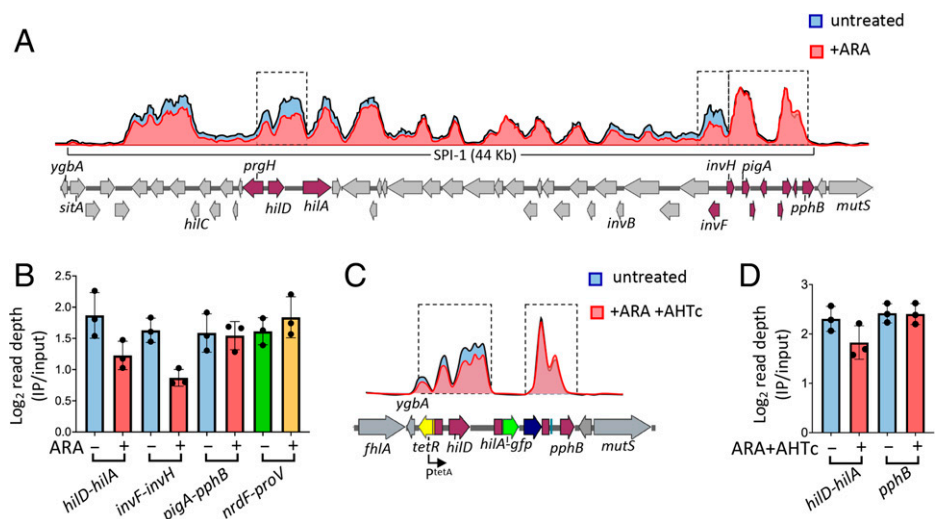 A
untreated
+ARA
SPI-1 (44 Kb)
ygbA
prgH
invH
pigA
sitA
hilC
hilD
hilA
invB
invF
pphB
mutS
B
Log2 read depth
(IP/input)
2.5
2.0
1.5
1.0
0.5
0.0
ARA
− + − + − + − +
hilD-hilA
invF-invH
pigA-pphB
nrdF-proV
C
untreated
+ARA +AHTc
ygbA
fhlA
tetR
hilD
hilA'-gfp
pphB
mutS
ptetA
D
Log2 read depth
(IP/input)
3
2
1
0
ARA+AHTc
− + − +
hilD-hilA
pphB